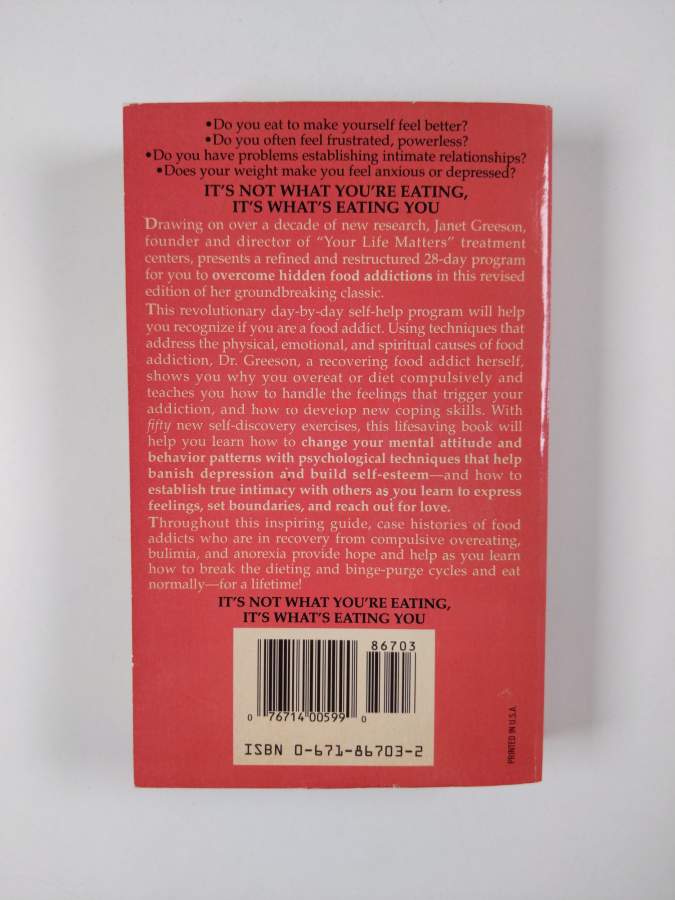 •Do you eat to make yourself feel better?
•Do you often feel frustrated, powerless?
•Do you have problems establishing intimate relationships?
•Does your weight make you feel anxious or depressed?
IT'S NOT WHAT YOU'RE EATING,
IT'S WHAT'S EATING YOU
Drawing on over a decade of new research, Janet Greeson,
founder and director of "Your Life Matters" treatment
centers, presents a refined and restructured 28-day program
for you to overcome hidden food addictions in this revised
edition of her groundbreaking classic.
This revolutionary day-by-day self-help program will help
you recognize if you are a food addict. Using techniques that
address the physical, emotional, and spiritual causes of food
addiction, Dr. Greeson, a recovering food addict herself,
shows you why you overeat or diet compulsively and
teaches you how to handle the feelings that trigger your
addiction, and how to develop new coping skills. With
fifty new self-discovery exercises, this lifesaving book will
help you learn how to change your mental attitude and
behavior patterns with psychological techniques that help
banish depression and build self-esteem—and how to
establish true intimacy with others as you learn to express
feelings, set boundaries, and reach out for love.
Throughout this inspiring guide, case histories of food
addicts who are in recovery from compulsive overeating,
bulimia, and anorexia provide hope and help as you learn
how to break the dieting and binge-purge cycles and eat
normally—for a lifetime!
IT'S NOT WHAT YOU'RE EATING,
IT'S WHAT'S EATING YOU
86703
0 76714 00599 0
ISBN 0-671-86703-2
PRINTED IN U.S.A.